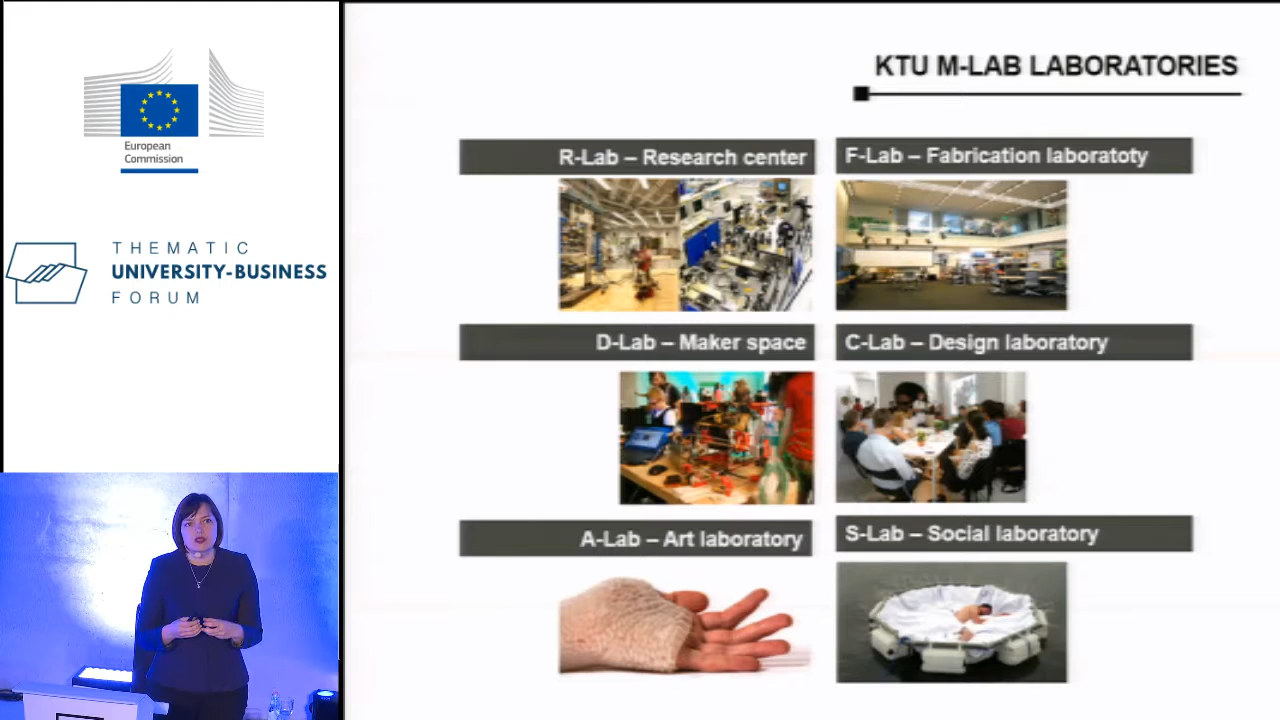 European
Commission
THEMATIC
UNIVERSITY-BUSINESS
FORUM
KTU M-LAB LABORATORIES
R-Lab – Research center
F-Lab – Fabrication laboratoty
D-Lab – Maker space
C-Lab – Design laboratory
A-Lab – Art laboratory
S-Lab – Social laboratory